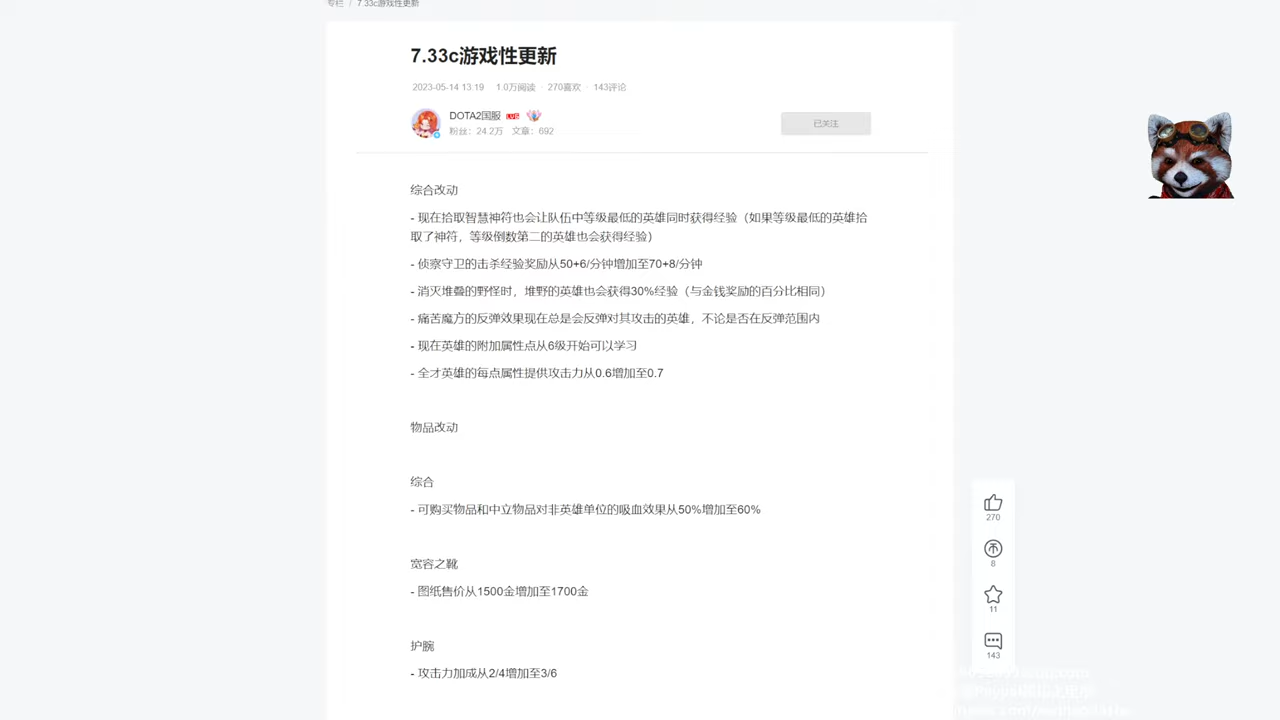 专栏 / 7.33c游戏性更新
7.33c游戏性更新
2023-05-14 13:19 1.0万阅读 · 270喜欢 · 143评论
DOTA2国服 LV6
粉丝：24.2万 文章：692
已关注
综合改动
- 现在拾取智慧神符也会让队伍中等级最低的英雄同时获得经验（如果等级最低的英雄拾
取了神符，等级倒数第二的英雄也会获得经验）
- 侦察守卫的击杀经验奖励从50+6/分钟增加至70+8/分钟
- 消灭堆叠的野怪时，堆野的英雄也会获得30%经验（与金钱奖励的百分比相同）
- 痛苦魔方的反弹效果现在总是会反弹对其攻击的英雄，不论是否在反弹范围内
- 现在英雄的附加属性点从6级开始可以学习
- 全才英雄的每点属性提供攻击力从0.6增加至0.7
物品改动
综合
- 可购买物品和中立物品对非英雄单位的吸血效果从50%增加至60%
宽容之靴
- 图纸售价从1500金增加至1700金
护腕
- 攻击力加成从2/4增加至3/6
270
8
11
143